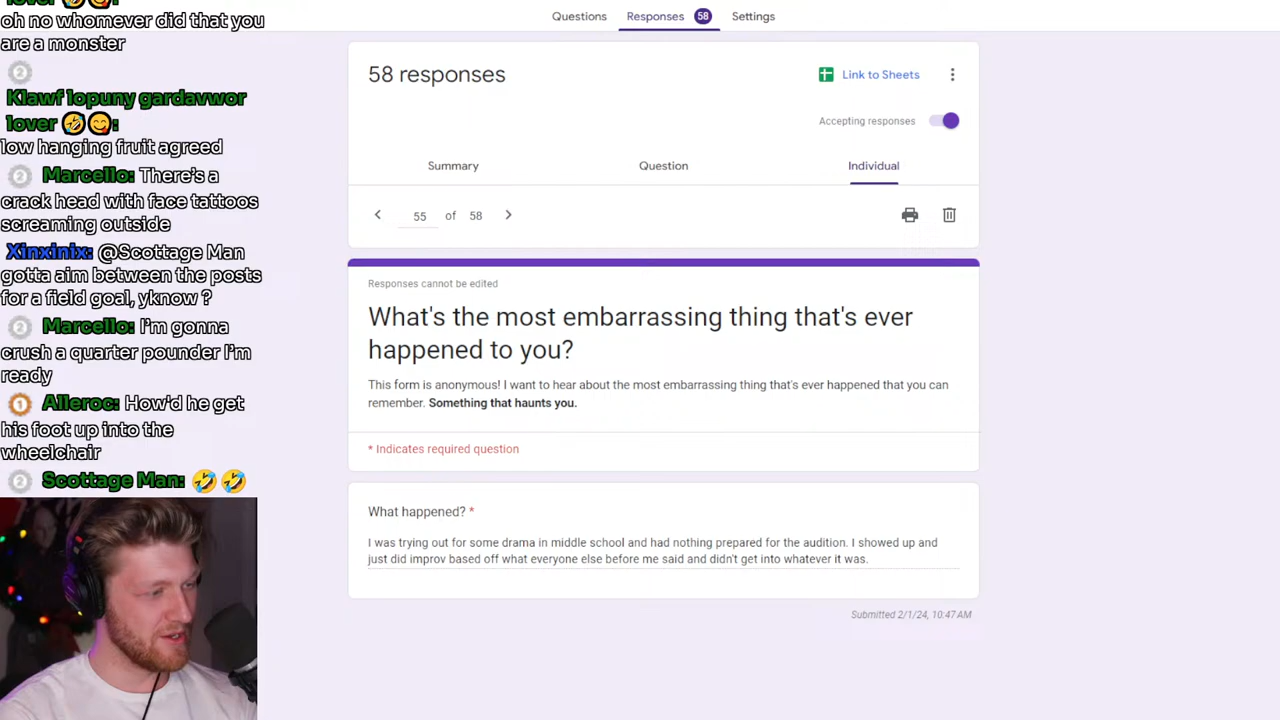 lover 🤣😋:
oh no whomever did that you
are a monster
2
Klawf lopuny gardavwor
lover 🤣😋:
low hanging fruit agreed
2 Marcello: There's a
crack head with face tattoos
screaming outside
Xinxinix: @Scottage Man
gotta aim between the posts
for a field goal, yknow ?
2 Marcello: I'm gonna
crush a quarter pounder I'm
ready
1 Alleroc: How'd he get
his foot up into the
wheelchair
2 Scottage Man: 🤣🤣
Questions Responses 58 Settings
58 responses
Link to Sheets
Accepting responses
Summary Question Individual
55 of 58
Responses cannot be edited
What's the most embarrassing thing that's ever
happened to you?
This form is anonymous! I want to hear about the most embarrassing thing that's ever happened that you can
remember. Something that haunts you.
* Indicates required question
What happened? *
I was trying out for some drama in middle school and had nothing prepared for the audition. I showed up and
just did improv based off what everyone else before me said and didn't get into whatever it was.
Submitted 2/1/24, 10:47 AM